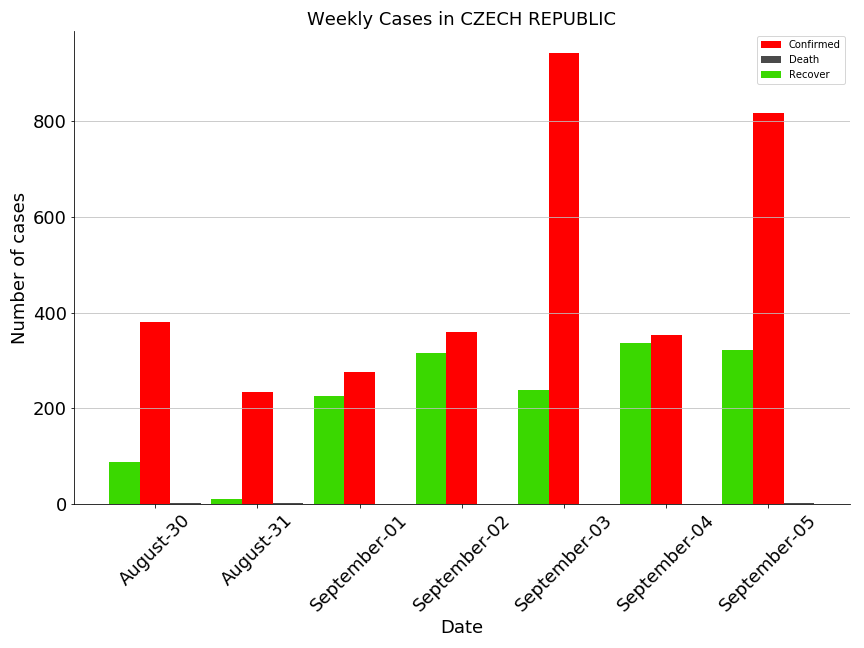 Weekly Cases in CZECH REPUBLIC
Confirmed
Death
Recover
Number of cases
800
600
400
200
0
August-30
August-31
September-01
September-02
September-03
September-04
September-05
Date